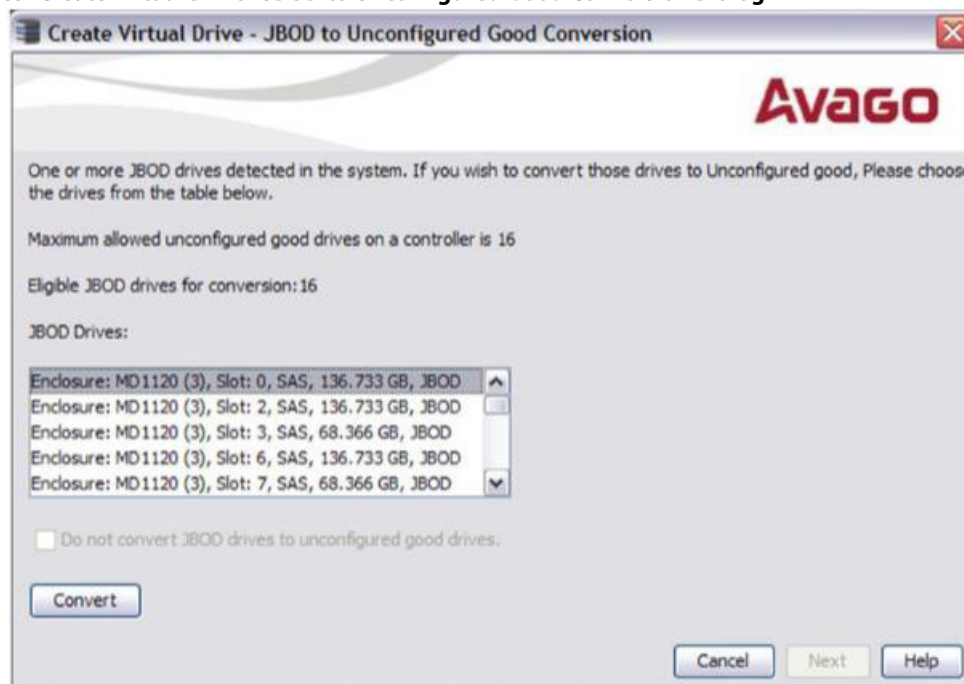 Create Virtual Drive - JBOD to Unconfigured Good Conversion
Avago
One or more JBOD drives detected in the system. If you wish to convert those drives to Unconfigured good, Please choose
the drives from the table below.
Maximum allowed unconfigured good drives on a controller is 16
Eligible JBOD drives for conversion: 16
JBOD Drives:
Enclosure: MD1120 (3), Slot: 0, SAS, 136.733 GB, JBOD
Enclosure: MD1120 (3), Slot: 2, SAS, 136.733 GB, JBOD
Enclosure: MD1120 (3), Slot: 3, SAS, 68.366 GB, JBOD
Enclosure: MD1120 (3), Slot: 6, SAS, 136.733 GB, JBOD
Enclosure: MD1120 (3), Slot: 7, SAS, 68.366 GB, JBOD
Do not convert JBOD drives to unconfigured good drives.
Convert
Cancel
Next
Help